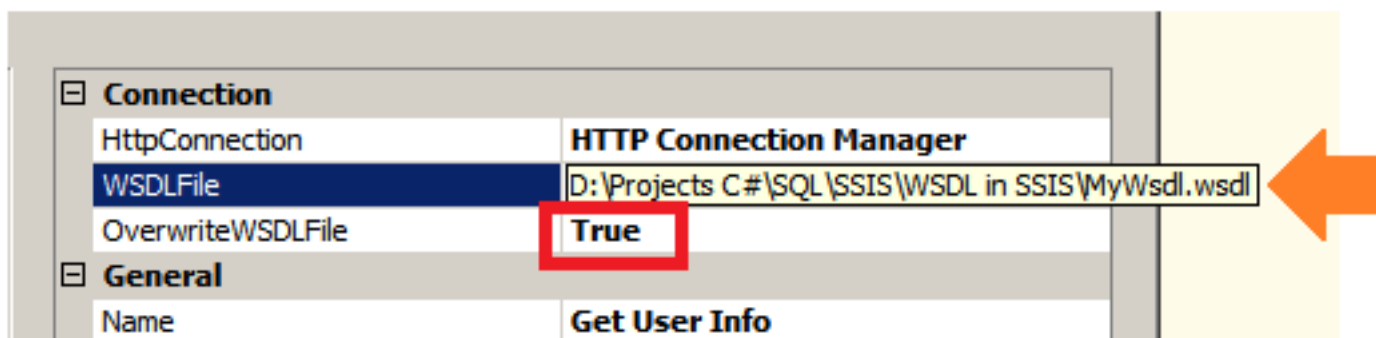 Connection
HttpConnection HTTP Connection Manager
WSDLFile D:\Projects C#\SQL\SSIS\WSDL in SSIS\MyWsdl.wsdl
OverwriteWSDLFile True
General
Name Get User Info